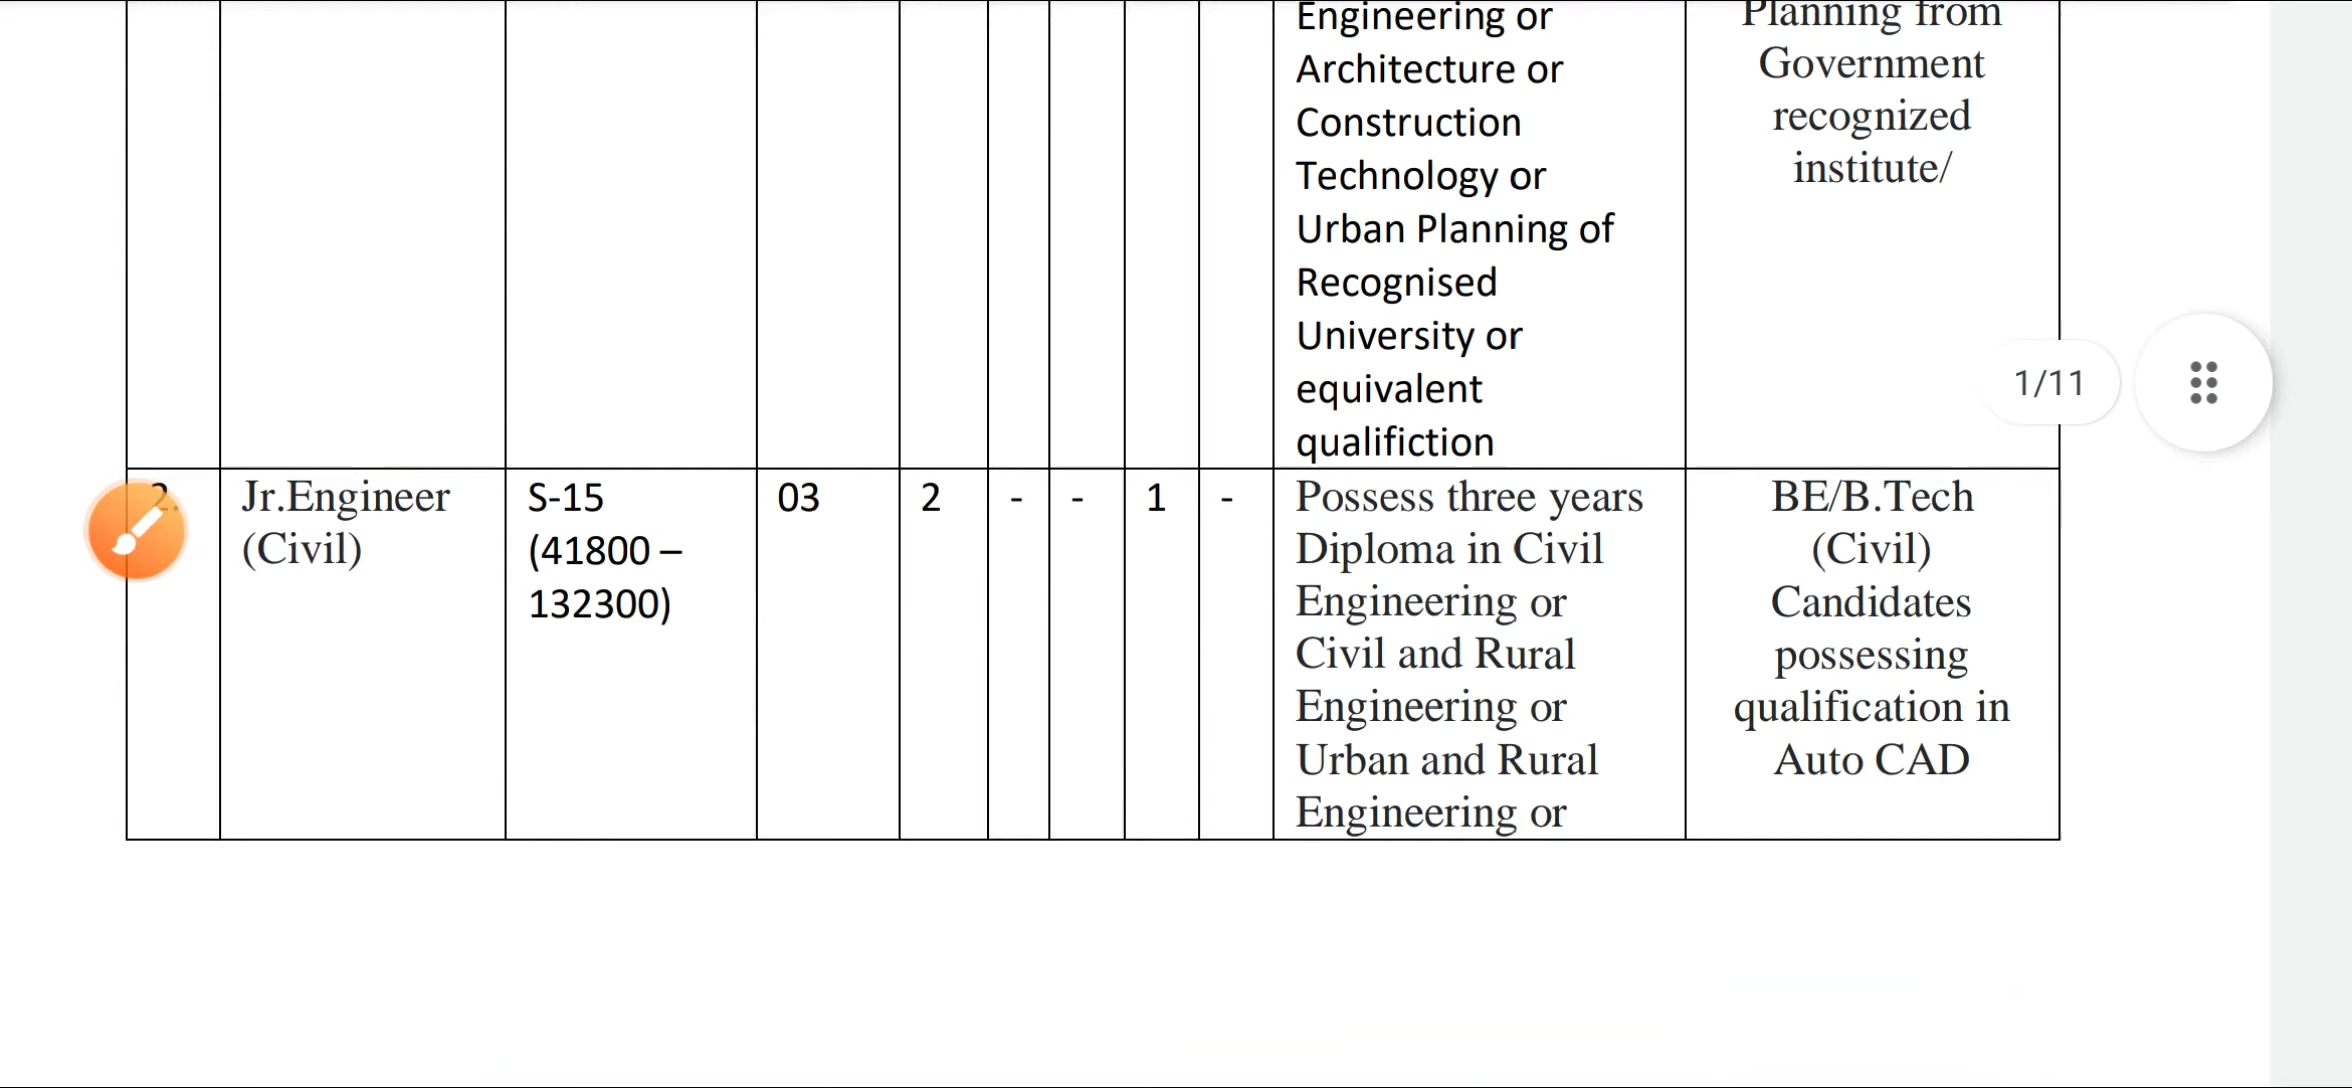 Engineering or
Architecture or
Construction
Technology or
Urban Planning of
Recognised
University or
equivalent
qualifiction
Planning from
Government
recognized
institute/
1/11
2.
Jr.Engineer
(Civil)
S-15
(41800 –
132300)
03
2
-
-
1
-
Possess three years
Diploma in Civil
Engineering or
Civil and Rural
Engineering or
Urban and Rural
Engineering or
BE/B.Tech
(Civil)
Candidates
possessing
qualification in
Auto CAD